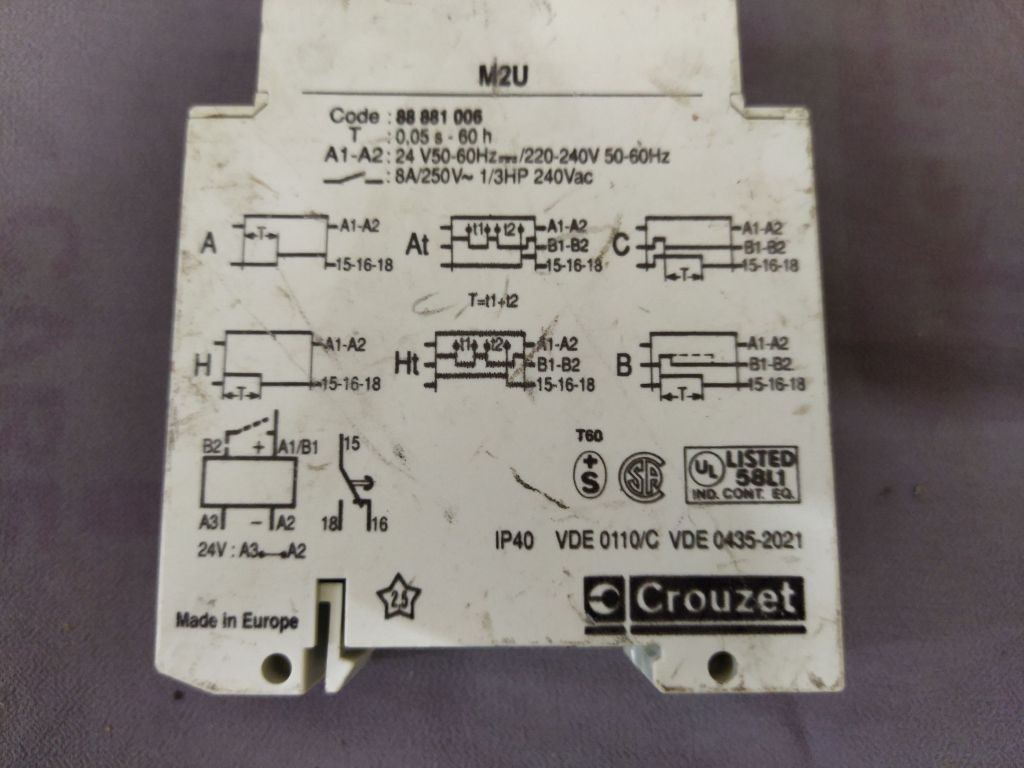 M2U
Code : 88 881 006
T : 0,05 s - 60 h
A1-A2 : 24 V50-60Hz⎓/220-240V 50-60Hz
: 8A/250V~ 1/3HP 240Vac
A T A1-A2 15-16-18
At t1 t2 A1-A2 B1-B2 15-16-18
C A1-A2 B1-B2 15-16-18 T
T=t1+t2
H A1-A2 15-16-18 T
Ht t1 t2 A1-A2 B1-B2 15-16-18
B A1-A2 B1-B2 15-16-18 T
B2 + A1/B1
A3 - A2
24V : A3 A2
15
18 16
T60
+S
SA
UL LISTED
58L1
IND. CONT. EQ.
IP40 VDE 0110/C VDE 0435-2021
2,5
Crouzet
Made in Europe